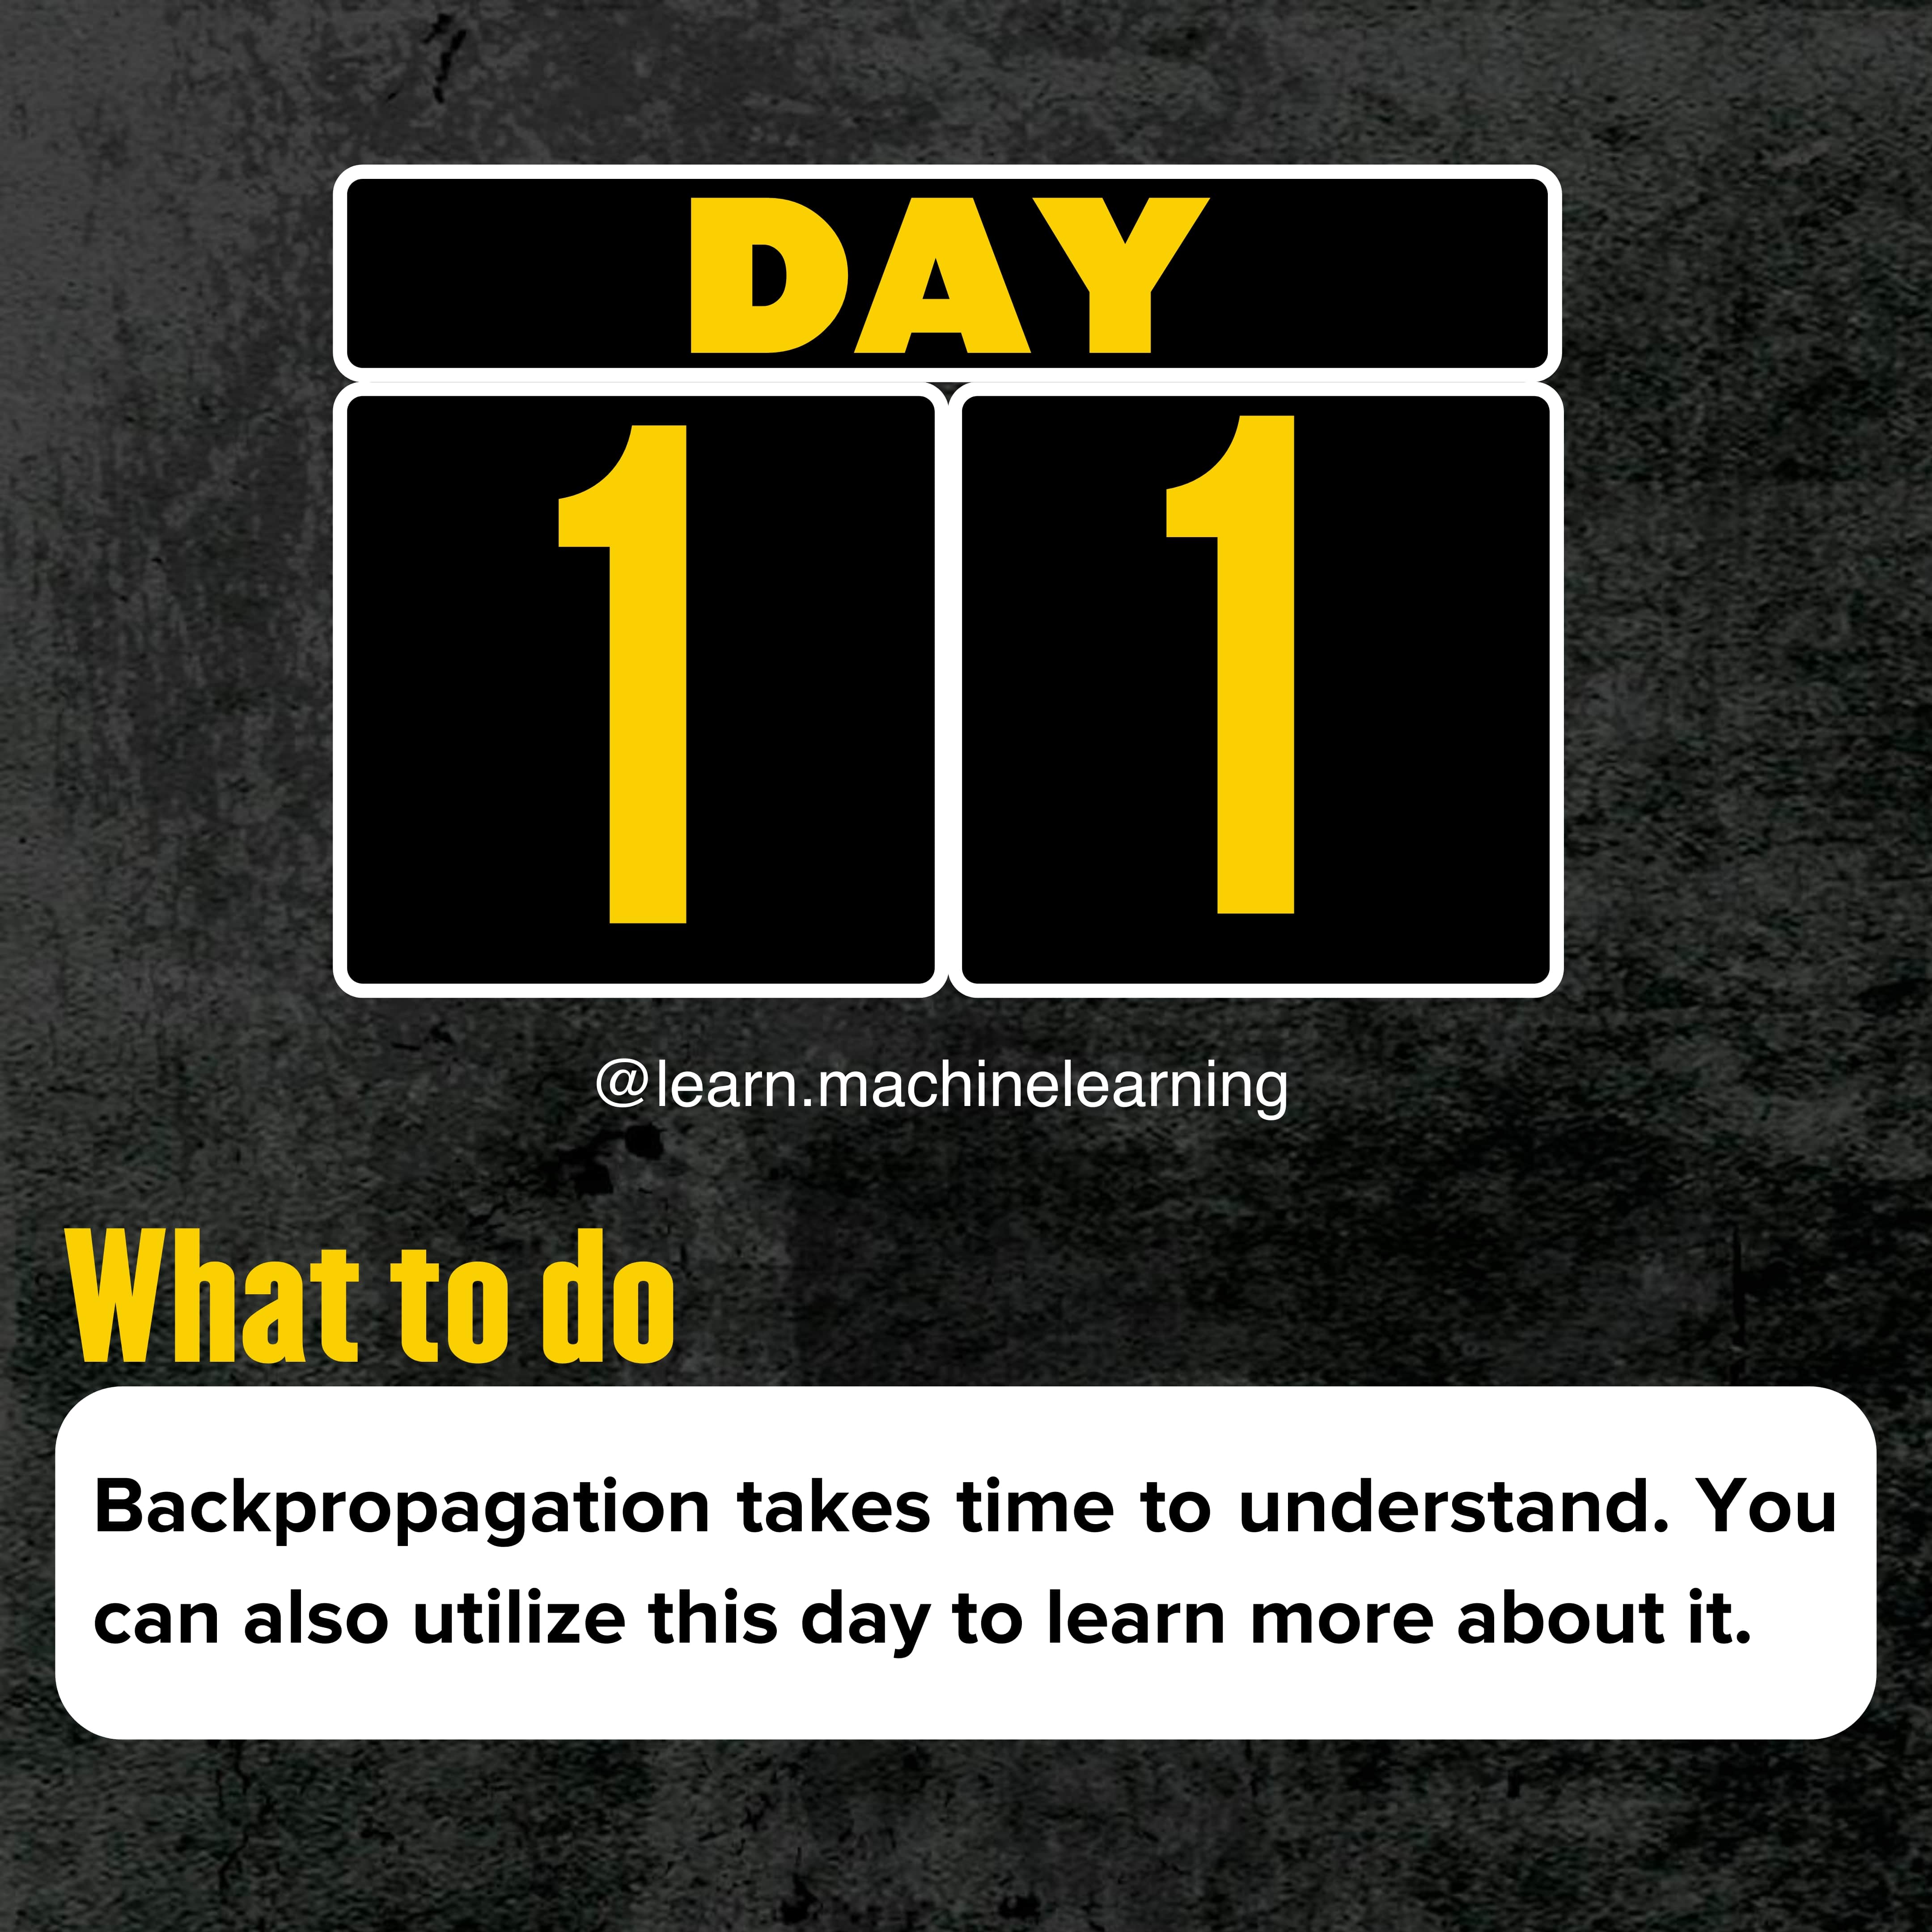 DAY
1 1
@learn.machinelearning
What to do
Backpropagation takes time to understand. You
can also utilize this day to learn more about it.